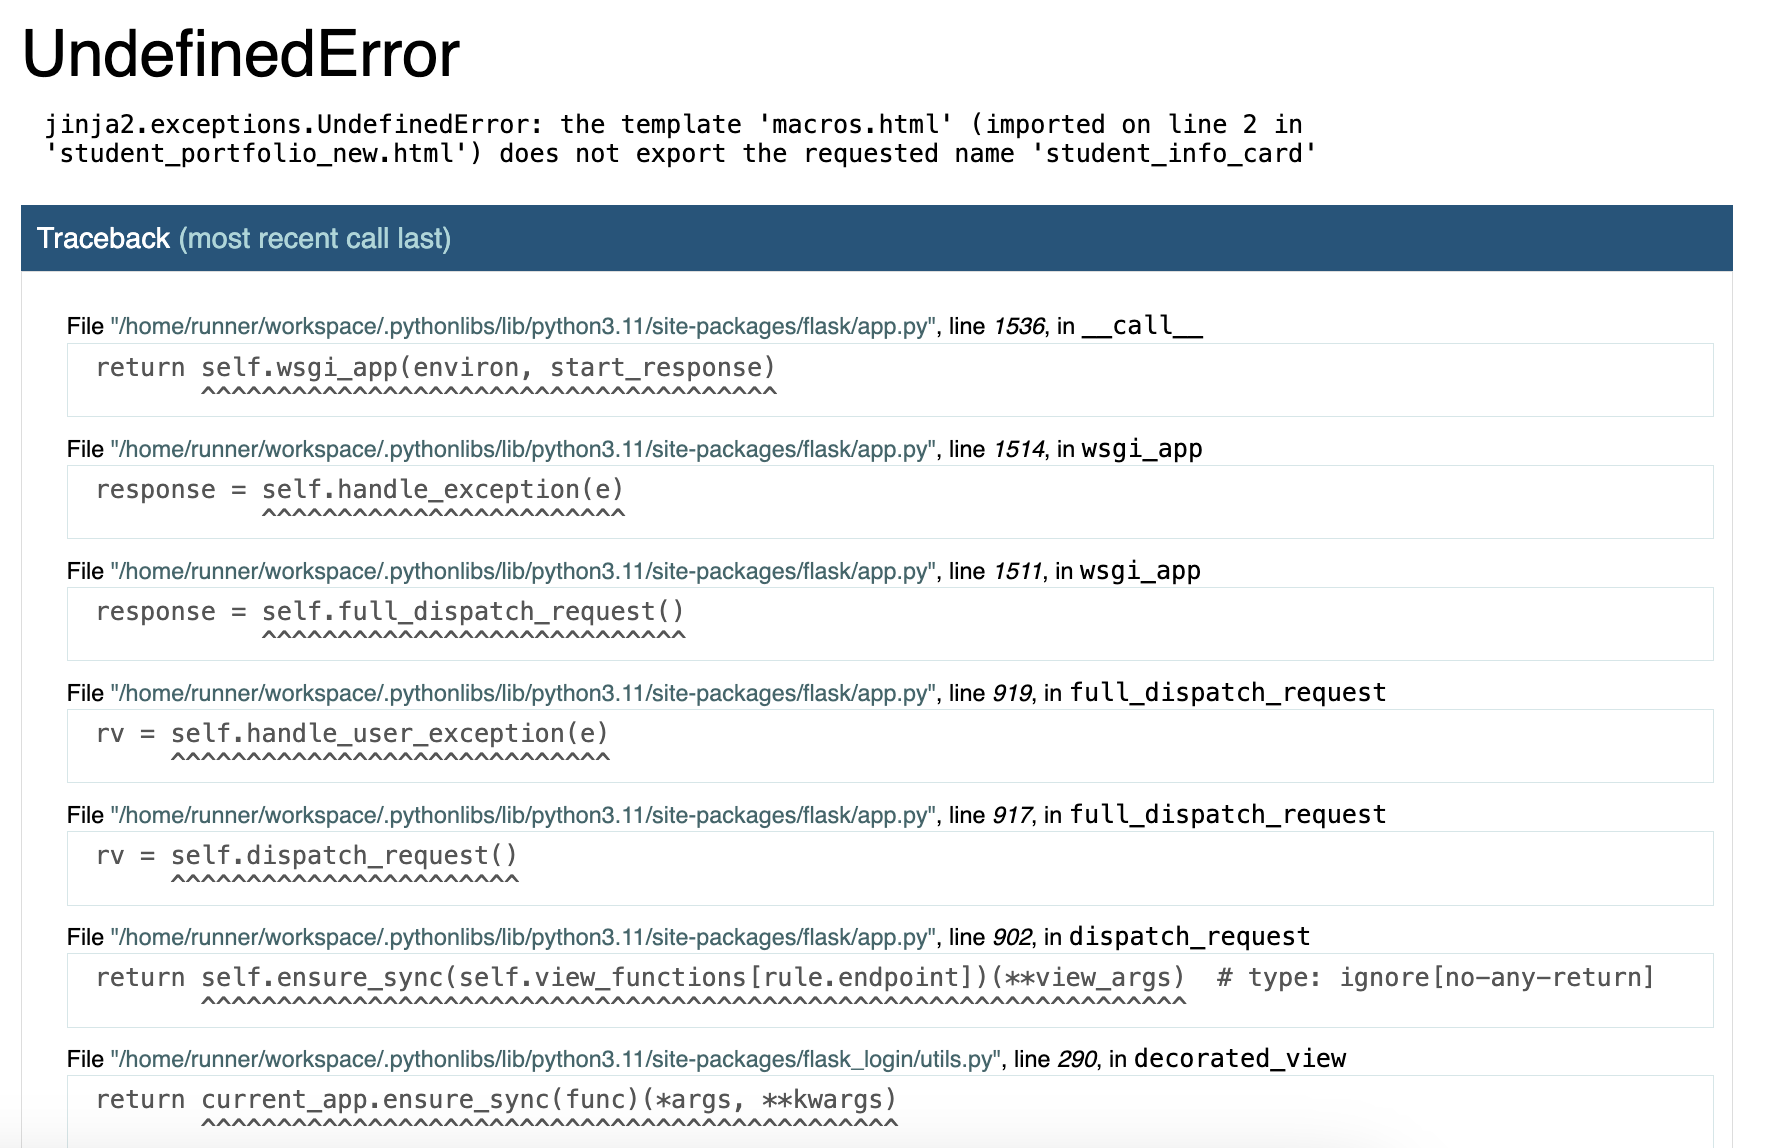 UndefinedError
jinja2.exceptions.UndefinedError: the template 'macros.html' (imported on line 2 in
'student_portfolio_new.html') does not export the requested name 'student_info_card'
Traceback (most recent call last)
File "/home/runner/workspace/.pythonlibs/lib/python3.11/site-packages/flask/app.py", line 1536, in __call__
return self.wsgi_app(environ, start_response)
^^^^^^^^^^^^^^^^^^^^^^^^^^^^^^^^^^^^^^
File "/home/runner/workspace/.pythonlibs/lib/python3.11/site-packages/flask/app.py", line 1514, in wsgi_app
response = self.handle_exception(e)
^^^^^^^^^^^^^^^^^^^^^^^^
File "/home/runner/workspace/.pythonlibs/lib/python3.11/site-packages/flask/app.py", line 1511, in wsgi_app
response = self.full_dispatch_request()
^^^^^^^^^^^^^^^^^^^^^^^^^^^^
File "/home/runner/workspace/.pythonlibs/lib/python3.11/site-packages/flask/app.py", line 919, in full_dispatch_request
rv = self.handle_user_exception(e)
^^^^^^^^^^^^^^^^^^^^^^^^^^^^^
File "/home/runner/workspace/.pythonlibs/lib/python3.11/site-packages/flask/app.py", line 917, in full_dispatch_request
rv = self.dispatch_request()
^^^^^^^^^^^^^^^^^^^^^^^
File "/home/runner/workspace/.pythonlibs/lib/python3.11/site-packages/flask/app.py", line 902, in dispatch_request
return self.ensure_sync(self.view_functions[rule.endpoint])(**view_args)  # type: ignore[no-any-return]
^^^^^^^^^^^^^^^^^^^^^^^^^^^^^^^^^^^^^^^^^^^^^^^^^^^^^^^^^^^^^^^^^
File "/home/runner/workspace/.pythonlibs/lib/python3.11/site-packages/flask_login/utils.py", line 290, in decorated_view
return current_app.ensure_sync(func)(*args, **kwargs)
^^^^^^^^^^^^^^^^^^^^^^^^^^^^^^^^^^^^^^^^^^^^^^